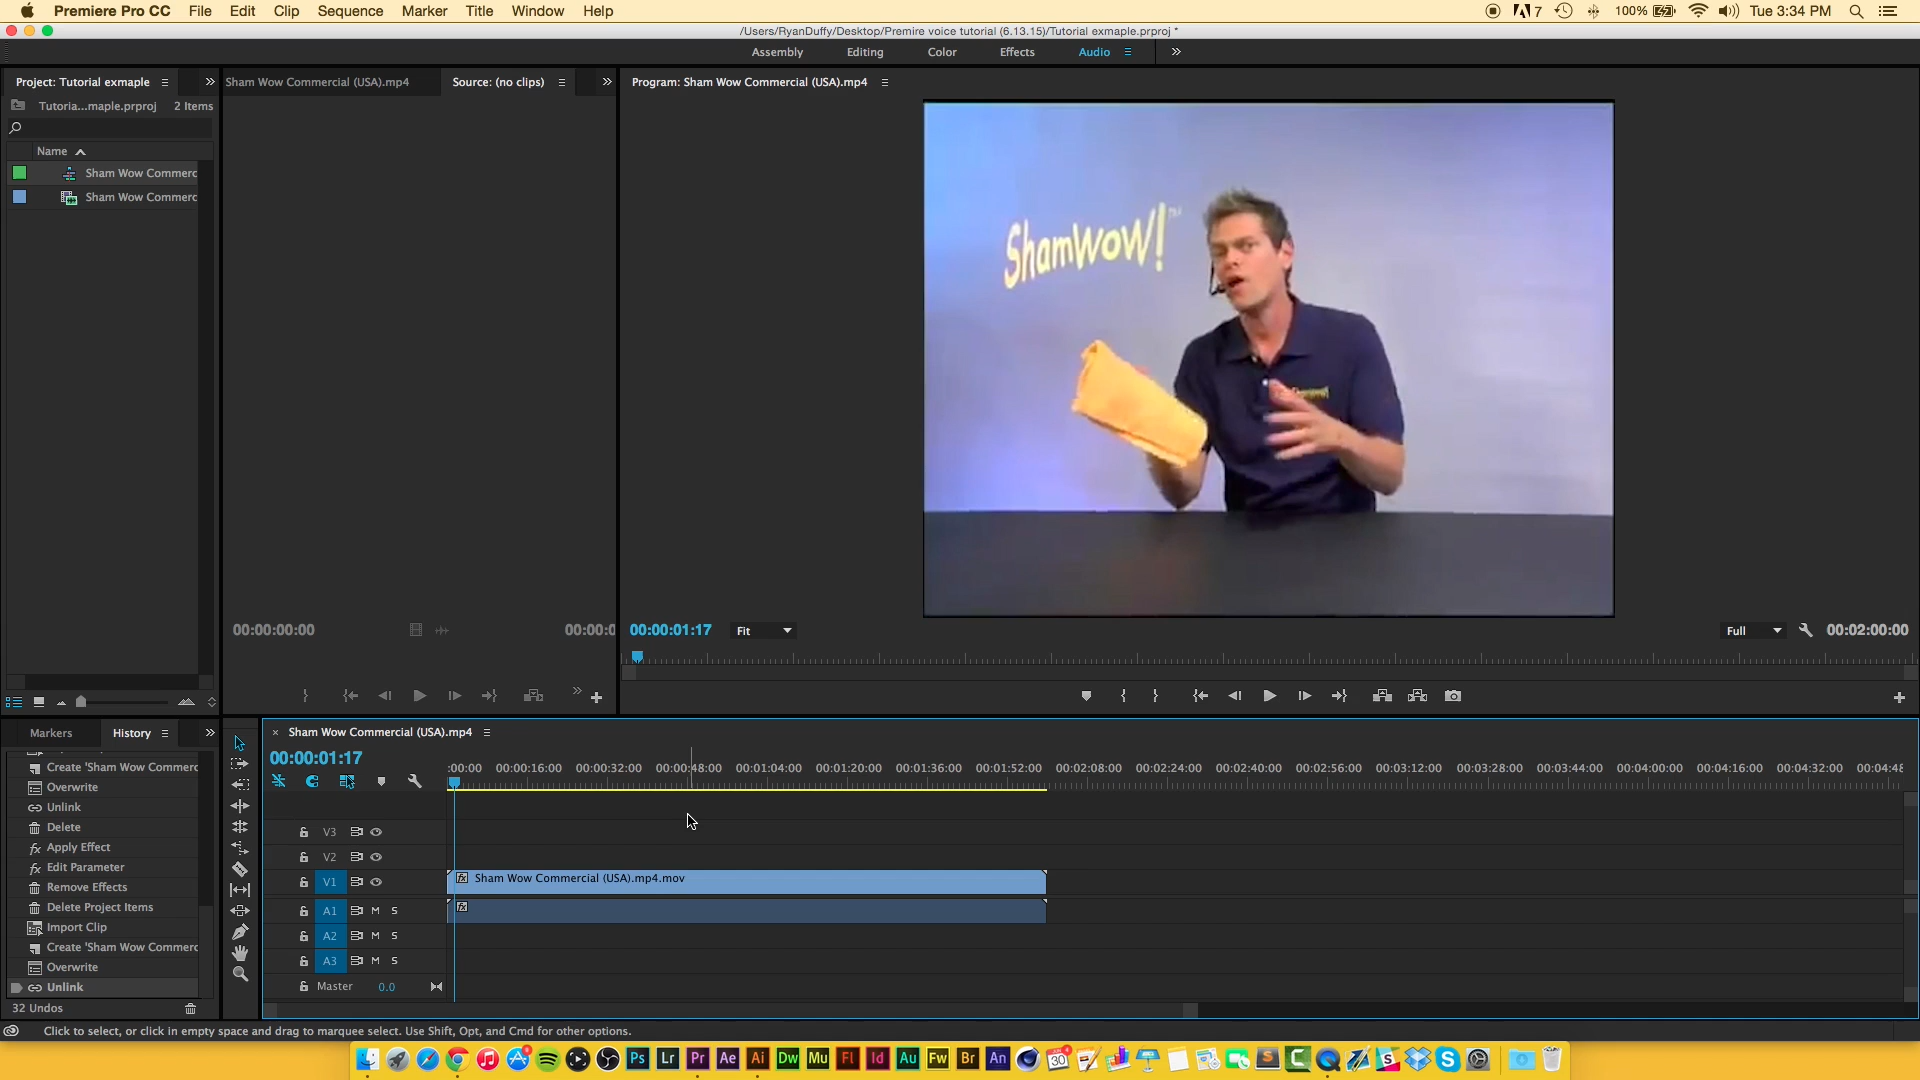 Premiere Pro CC File Edit Clip Sequence Marker Title Window Help 7 100% Tue 3:34 PM
/Users/RyanDuffy/Desktop/Premire voice tutorial (6.13.15)/Tutorial exmaple.prproj *
Assembly Editing Color Effects Audio
Project: Tutorial exmaple
Sham Wow Commercial (USA).mp4 Source: (no clips)
Program: Sham Wow Commercial (USA).mp4
Tutoria...maple.prproj 2 Items
Name
Sham Wow Commerc
Sham Wow Commerc
ShamWoW!™
00:00:00:00 00:00:0
00:00:01:17 Fit Full 00:02:00:00
Markers History
Create 'Sham Wow Commerc
Overwrite
Unlink
Delete
Apply Effect
Edit Parameter
Remove Effects
Delete Project Items
Import Clip
Create 'Sham Wow Commerc
Overwrite
Unlink
32 Undos
Sham Wow Commercial (USA).mp4
00:00:01:17
:00:00 00:00:16:00 00:00:32:00 00:00:48:00 00:01:04:00 00:01:20:00 00:01:36:00 00:01:52:00 00:02:08:00 00:02:24:00 00:02:40:00 00:02:56:00 00:03:12:00 00:03:28:00 00:03:44:00 00:04:00:00 00:04:16:00 00:04:32:00 00:04:48
V3
V2
V1 fx Sham Wow Commercial (USA).mp4.mov
A1 M S fx
A2 M S
A3 M S
Master 0.0
Click to select, or click in empty space and drag to marquee select. Use Shift, Opt, and Cmd for other options.
Ps Lr Pr Ae Ai Dw Mu Fl Id Au Fw Br An 30